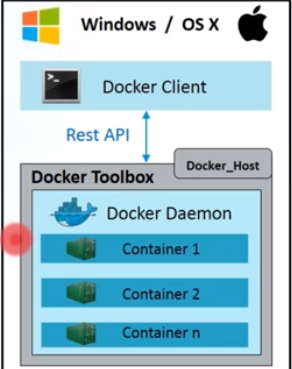 Windows / OS X
Docker Client
Rest API
Docker_Host
Docker Toolbox
Docker Daemon
Container 1
Container 2
Container n